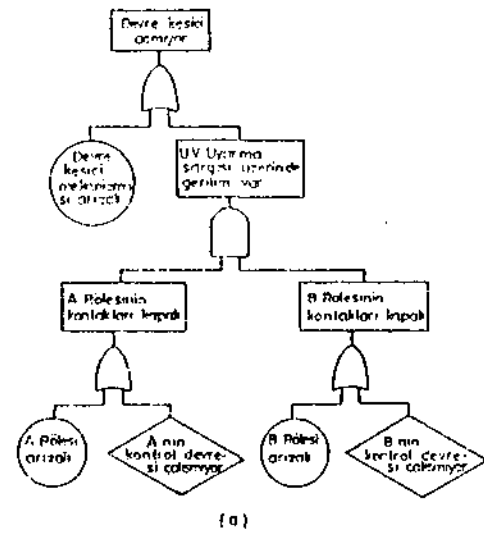 Devre kesici
açmıyor
Devre
kesici
mekanizma
sı arızalı
U.V. Uyarma
sargısı üzerinde
gerilim var
A Rölesinin
kontakları kapalı
B Rolesinin
kontakları kapalı
A Rölesi
arızalı
A nın
kontrol devre-
si çalışmıyor
B Rölesi
arızalı
B nin
kontrol devre-
si çalışmıyor
(a)